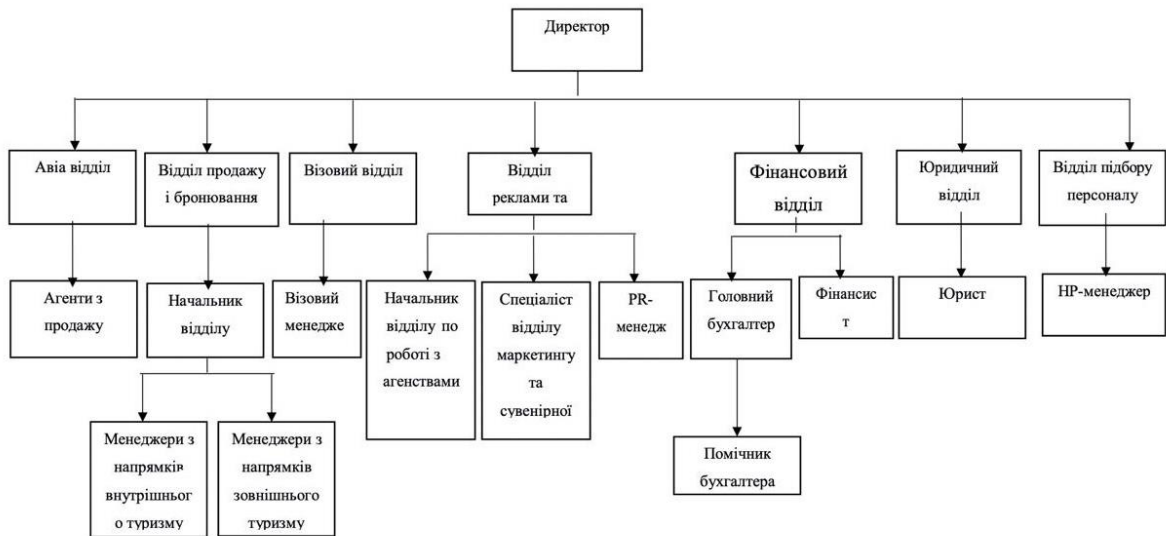 Директор
Авіа відділ
Відділ продажу
і бронювання
Візовий відділ
Відділ
реклами та
Фінансовий
відділ
Юридичний
відділ
Відділ підбору
персоналу
Агенти з
продажу
Начальник
відділу
Візовий
менедже
Начальник
відділу по
роботі з
агенствами
Спеціаліст
відділу
маркетингу
та
сувенірної
PR-
менедж
Головний
бухгалтер
Фінансис
т
Юрист
HP-менеджер
Менеджери з
напрямків
внутрішньог
о туризму
Менеджери з
напрямків
зовнішнього
туризму
Помічник
бухгалтера